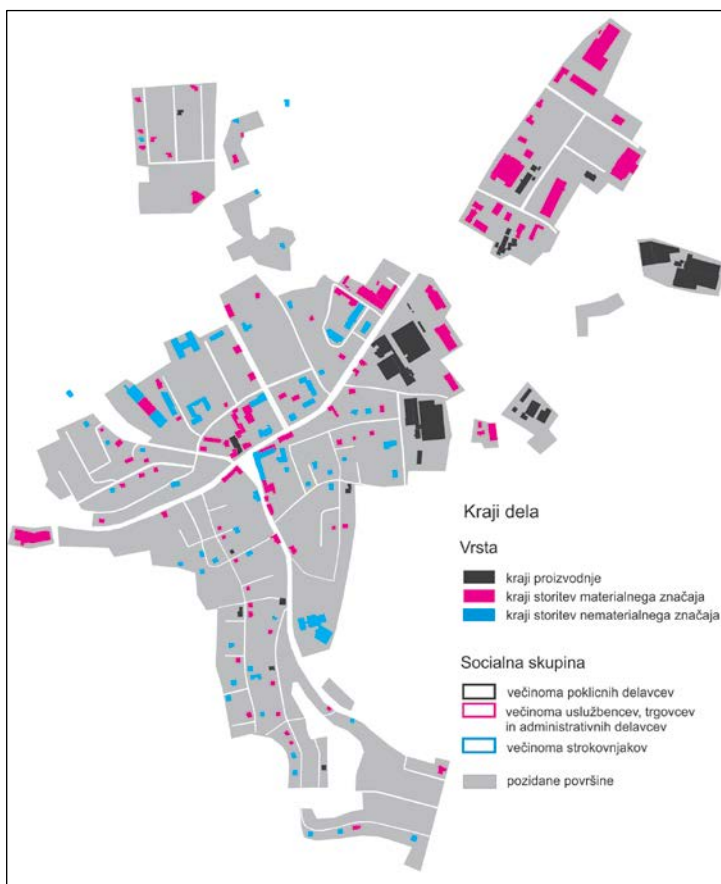 Kraji dela
Vrsta
kraji proizvodnje
kraji storitev materialnega značaja
kraji storitev nematerialnega značaja
Socialna skupina
večinoma poklicnih delavcev
večinoma uslužbencev, trgovcev
in administrativnih delavcev
večinoma strokovnjakov
pozidane površine